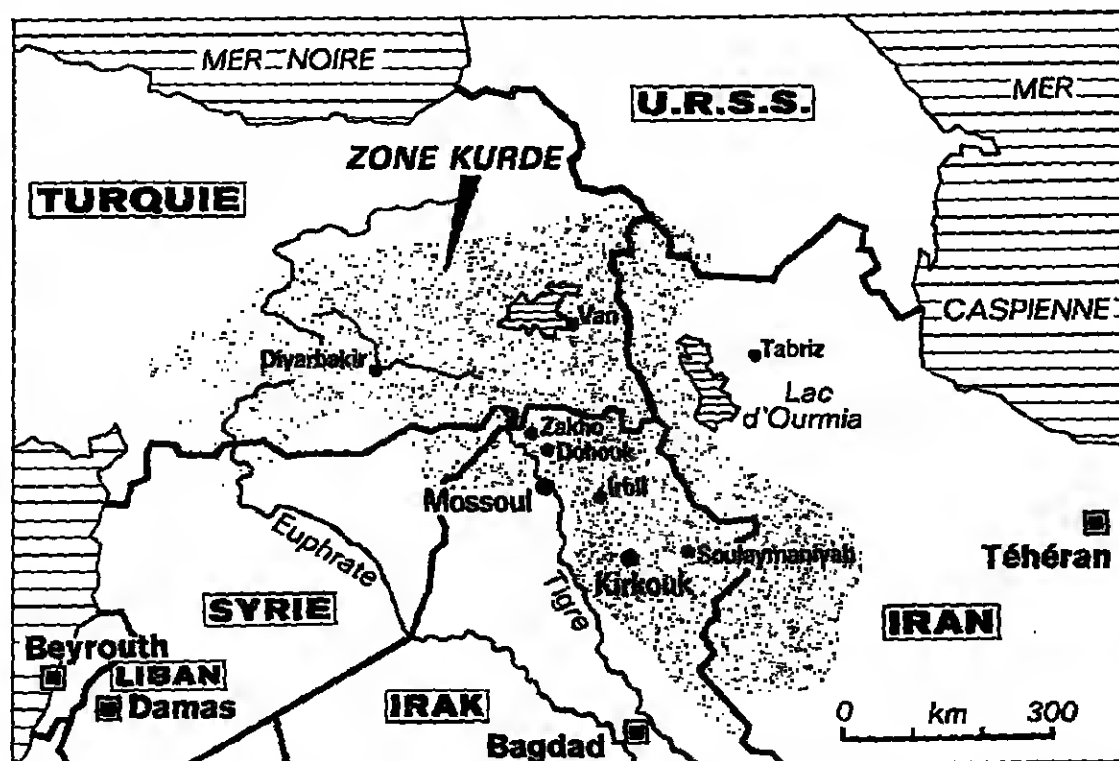 MER NOIRE
U.R.S.S.
MER
ZONE KURDE
TURQUIE
CASPIENNE
Van
Tabriz
Diyarbakir
Lac
d'Ourmia
Zakho
Dohouk
Mossoul
Irbil
Téhéran
Euphrate
Soulaymaniyah
Kirkouk
Tigre
SYRIE
IRAN
Beyrouth
LIBAN
Damas
IRAK
Bagdad
0 km 300